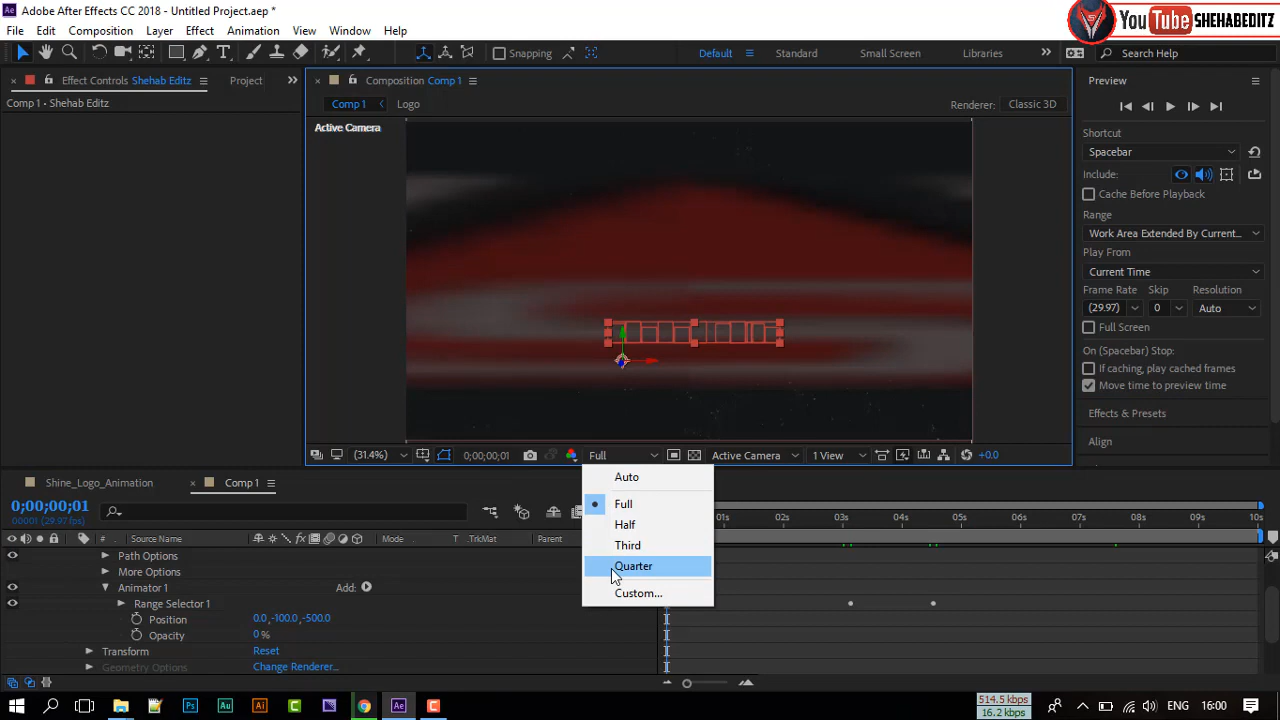 Adobe After Effects CC 2018 - Untitled Project.aep *
YouTube SHEHABEDITZ
File Edit Composition Layer Effect Animation View Window Help
Snapping Default Standard Small Screen Libraries Search Help
Effect Controls Shehab Editz Project
Composition Comp 1
Preview
Comp 1 • Shehab Editz
Comp 1 Logo Renderer: Classic 3D
Active Camera
Shortcut
Spacebar
Include:
Cache Before Playback
Range
Work Area Extended By Current...
Play From
Current Time
Frame Rate Skip Resolution
(29.97) 0 Auto
Full Screen
On (Spacebar) Stop:
If caching, play cached frames
Move time to preview time
Effects & Presets
Align
(31.4%) 0;00;00;01 Full Active Camera 1 View +0.0
Auto
Full
Half
Third
Quarter
Custom...
Shine_Logo_Animation Comp 1
0;00;00;01
00001 (29.97 fps)
01s 02s 03s 04s 05s 06s 07s 08s 09s 10s
# Source Name Mode T .TrkMat Parent
Path Options
More Options
Animator 1 Add:
Range Selector 1
Position 0.0,-100.0,-500.0
Opacity 0 %
Transform Reset
Geometry Options Change Renderer...
514.5 kbps
16.2 kbps
ENG 16:00